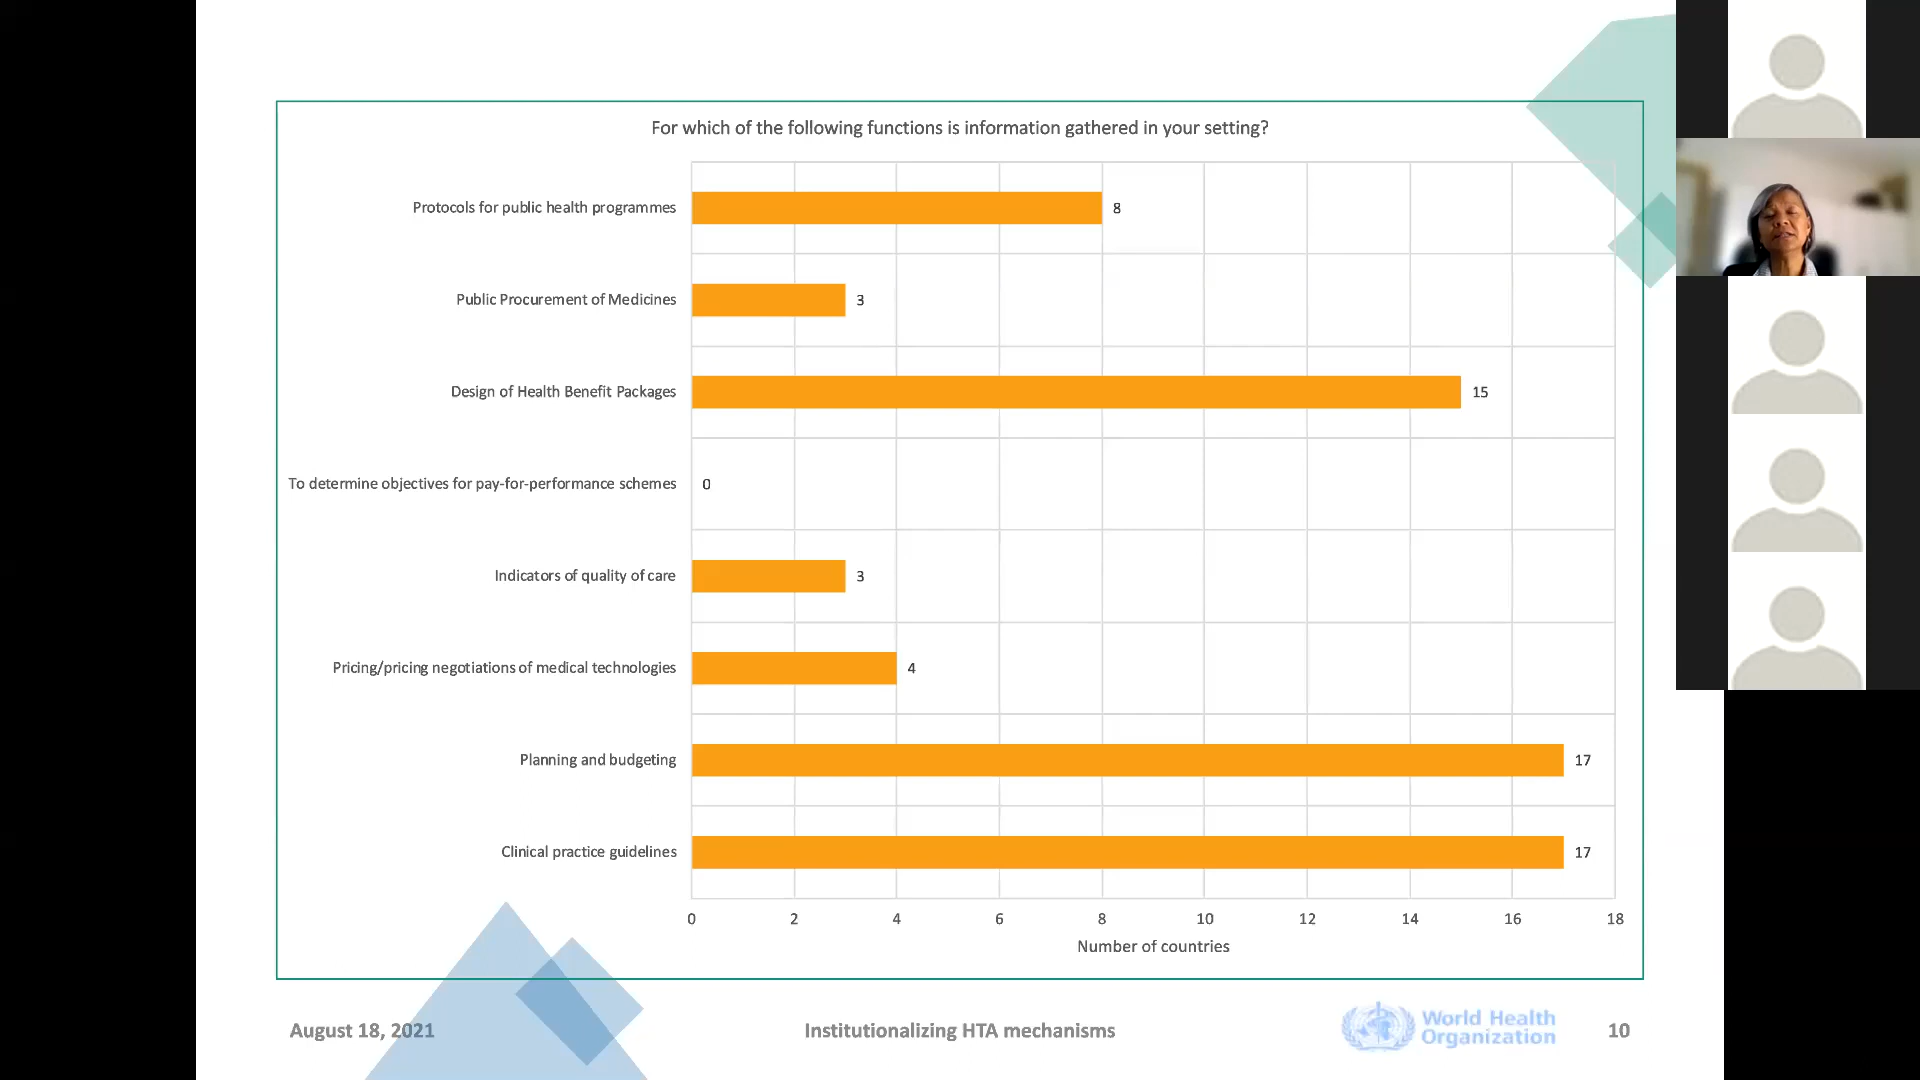 For which of the following functions is information gathered in your setting?
Protocols for public health programmes
8
Public Procurement of Medicines
3
Design of Health Benefit Packages
15
To determine objectives for pay-for-performance schemes
0
Indicators of quality of care
3
Pricing/pricing negotiations of medical technologies
4
Planning and budgeting
17
Clinical practice guidelines
17
0 2 4 6 8 10 12 14 16 18
Number of countries
August 18, 2021
Institutionalizing HTA mechanisms
World Health
Organization
10